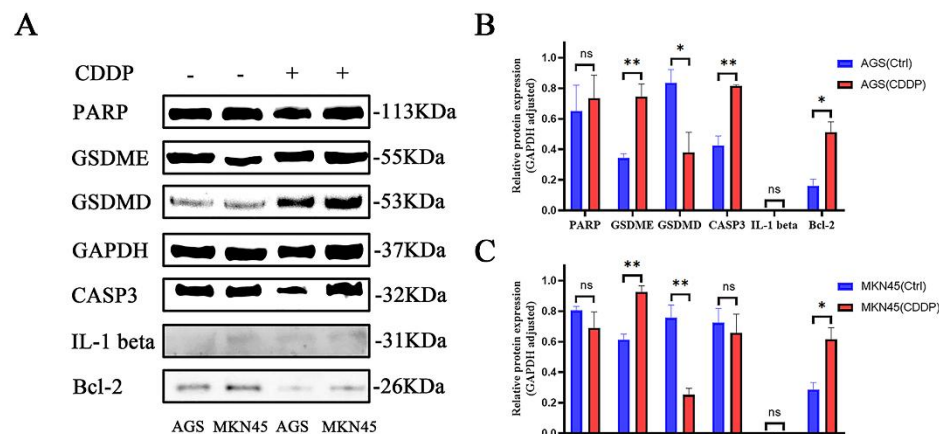 A
CDDP - - + +
PARP -113KDa
GSDME -55KDa
GSDMD -53KDa
GAPDH -37KDa
CASP3 -32KDa
IL-1 beta -31KDa
Bcl-2 -26KDa
AGS MKN45 AGS MKN45
B
Relative protein expression
(GAPDH adjusted)
1.0
0.8
0.6
0.4
0.2
0.0
ns ** * ** ns *
PARP GSDME GSDMD CASP3 IL-1 beta Bcl-2
AGS(Ctrl)
AGS(CDDP)
C
Relative protein expression
(GAPDH adjusted)
1.0
0.8
0.6
0.4
0.2
0.0
ns ** ** ns ns *
MKN45(Ctrl)
MKN45(CDDP)